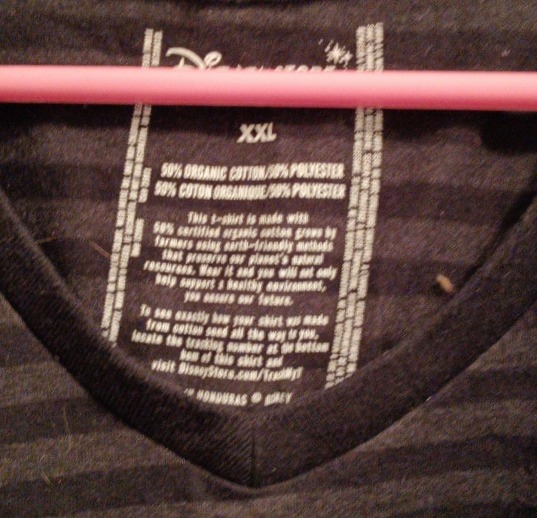 Disney STORE
XXL
50% ORGANIC COTTON/50% POLYESTER
50% COTON ORGANIQUE/50% POLYESTER
This t-shirt is made with
50% certified organic cotton grown by
farmers using earth-friendly methods
that preserve our planet's natural
resources. Wear it and you will not only
help support a healthy environment,
you ensure our future.
To see exactly how your shirt was made
from cotton seed all the way to you,
locate the tracking number at the bottom
hem of this shirt and
visit DisneyStore.com/TrackMyT
IN HONDURAS © DISNEY